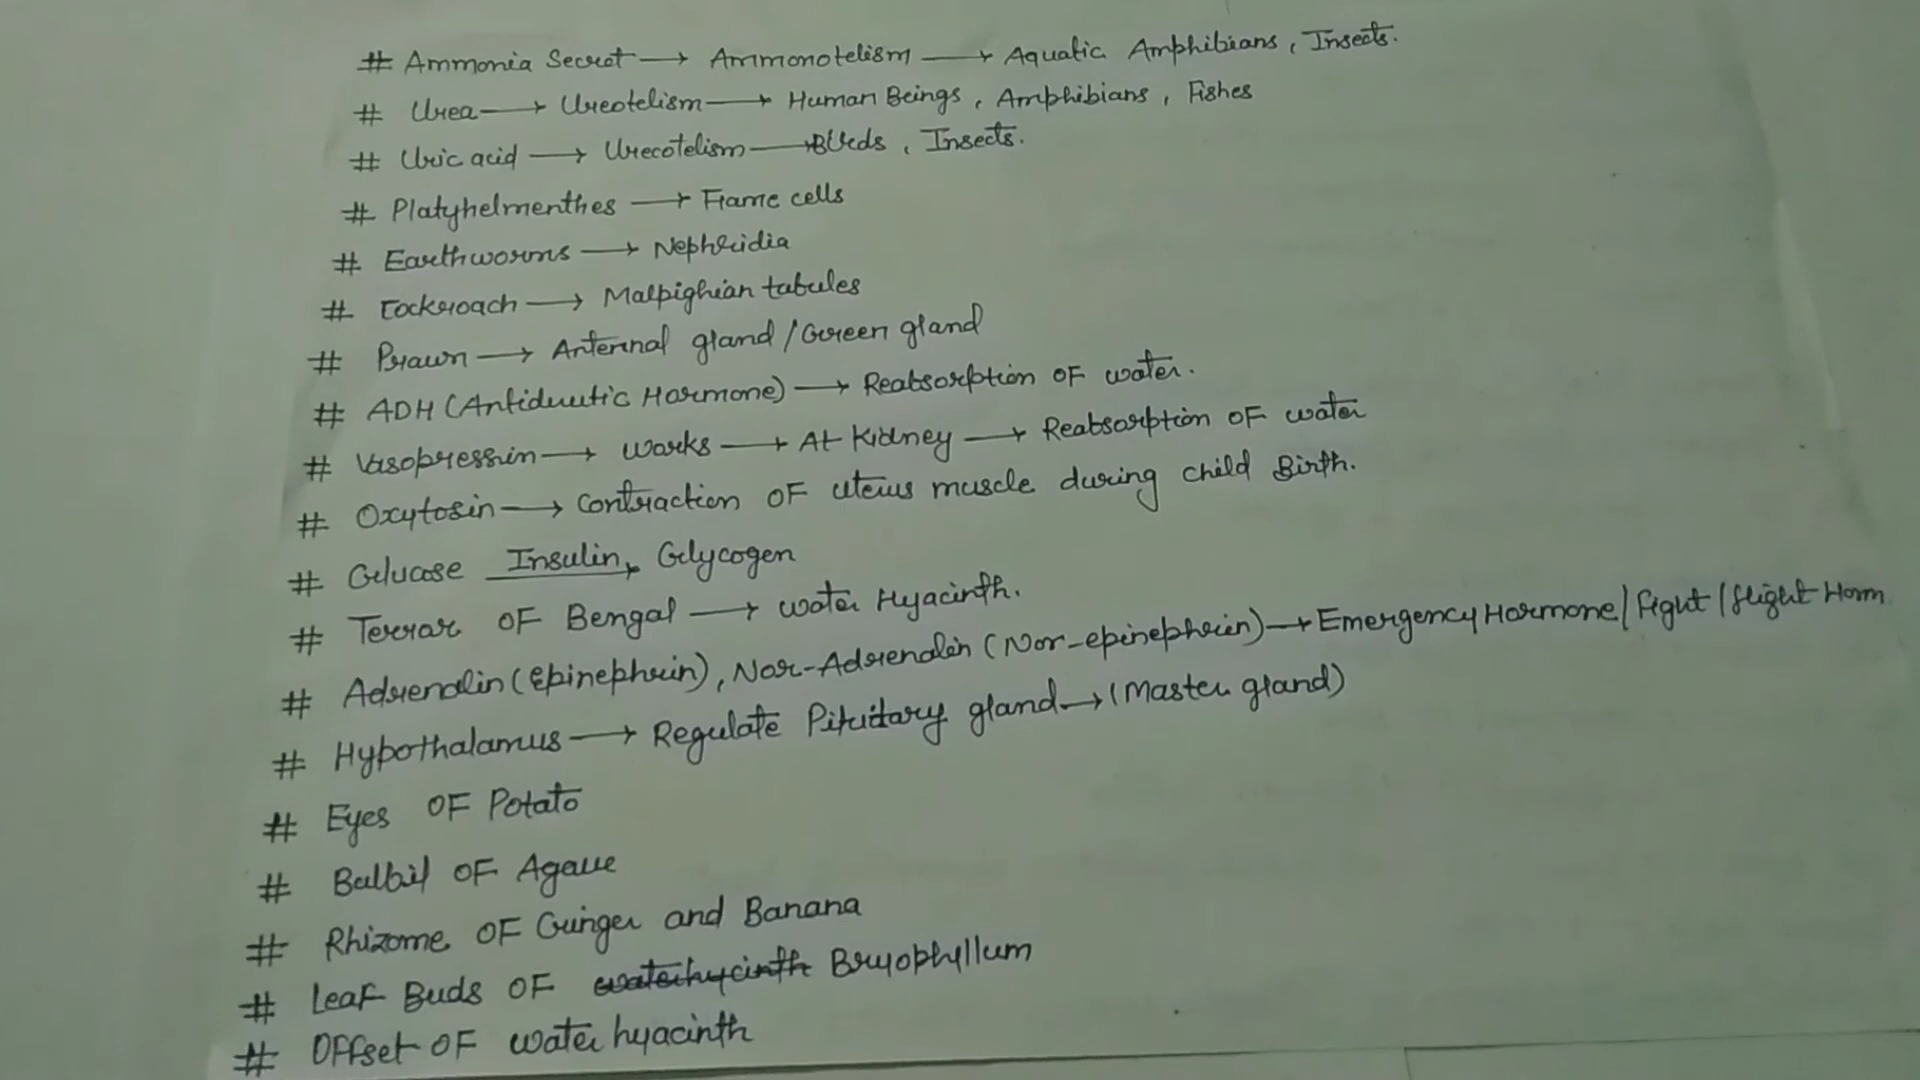 # Ammonia Secret → Ammonotelism → Aquatic Amphibians, Insects.
# Urea → Ureotelism → Human Beings, Amphibians, Fishes
# Uric acid → Urecotelism → Birds, Insects.
# Platyhelmenthes → Flame cells
# Earthworms → Nephridia
# Cockroach → Malpighian tubules
# Prawn → Antennal gland / Green gland
# ADH (Antidiuretic Hormone) → Reabsorption OF water.
# Vasopressin → works → At Kidney → Reabsorption OF water
# Oxytosin → Contraction OF uterus muscle during child Birth.
# Glucose Insulin → Glycogen
# Terrar OF Bengal → water Hyacinth.
# Adrenalin (Epinephrin), Nor-Adrenalin (Nor-epinephrin) → Emergency Hormone / Fight / flight Horm
# Hypothalamus → Regulate Pituitary gland → (Master gland)
# Eyes OF Potato
# Bulbil OF Agave
# Rhizome OF Ginger and Banana
# Leaf Buds OF waterhycinth Bryophyllum
# Offset OF water hyacinth